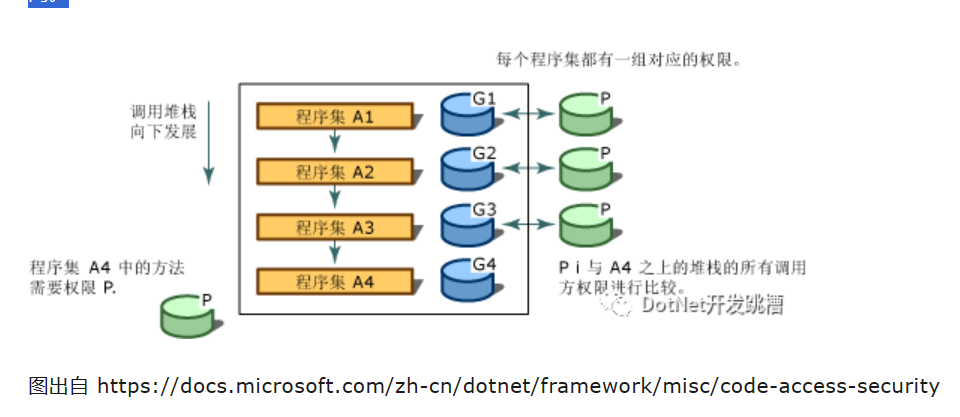 每个程序集都有一组对应的权限。
调用堆栈
向下发展
程序集 A1
G1
P
程序集 A2
G2
P
程序集 A3
G3
P
程序集 A4
G4
程序集 A4 中的方法
需要权限 P.
P
P i 与 A4 之上的堆栈的所有调用
方权限进行比较。
DotNet开发跳槽
图出自 https://docs.microsoft.com/zh-cn/dotnet/framework/misc/code-access-security